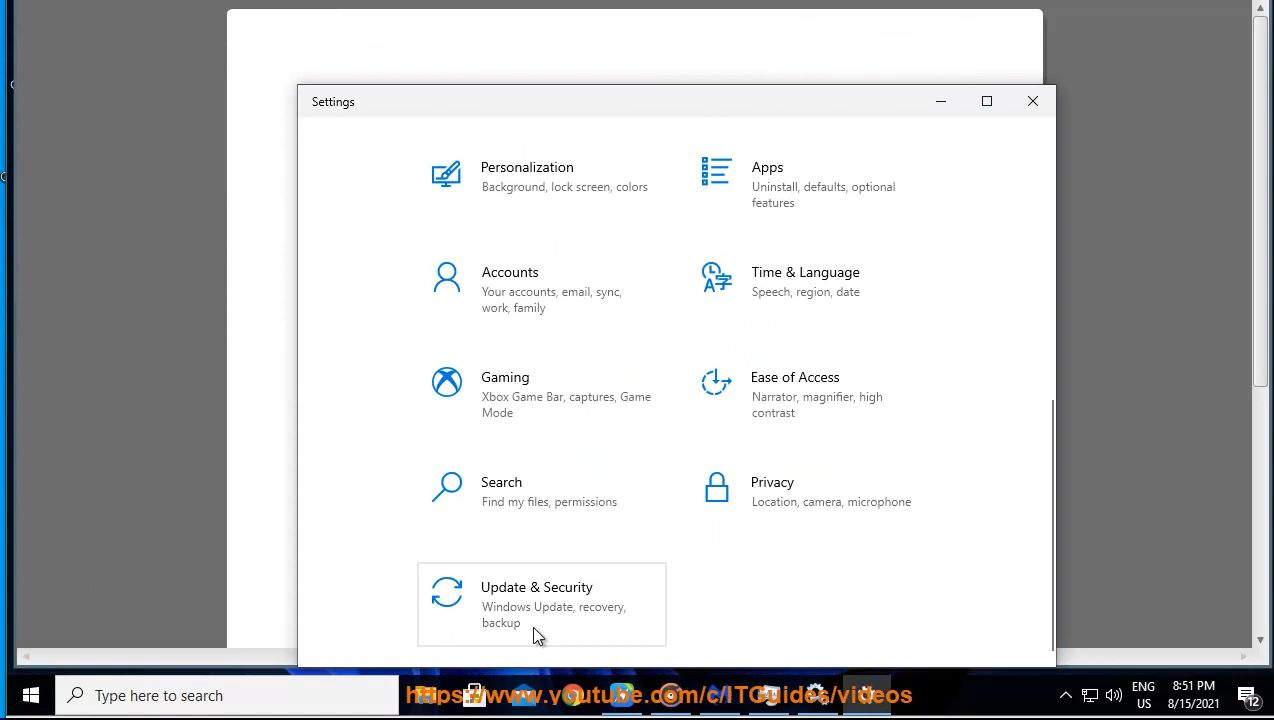 Settings
Personalization
Background, lock screen, colors
Apps
Uninstall, defaults, optional
features
Accounts
Your accounts, email, sync,
work, family
Time & Language
Speech, region, date
Gaming
Xbox Game Bar, captures, Game
Mode
Ease of Access
Narrator, magnifier, high
contrast
Search
Find my files, permissions
Privacy
Location, camera, microphone
Update & Security
Windows Update, recovery,
backup
Type here to search
https://www.youtube.com/c/ITGuides/videos
ENG
US
8:51 PM
8/15/2021
12